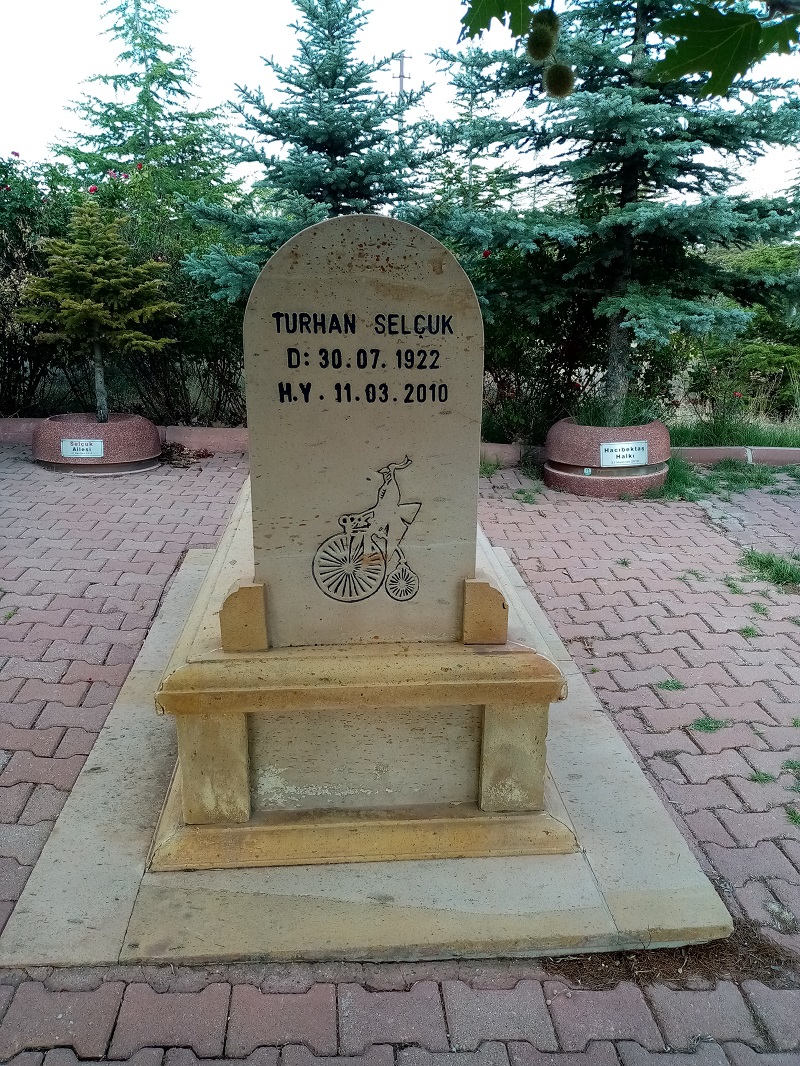 TURHAN SELÇUK
D: 30.07.1922
H.Y. 11.03.2010
Selçuk
Ailesi
Hacıbektaş
Halkı